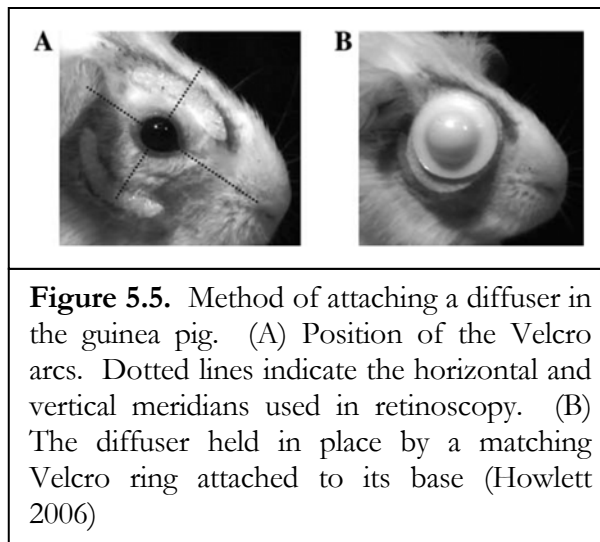 A
B
Figure 5.5. Method of attaching a diffuser in
the guinea pig. (A) Position of the Velcro
arcs. Dotted lines indicate the horizontal and
vertical meridians used in retinoscopy. (B)
The diffuser held in place by a matching
Velcro ring attached to its base (Howlett
2006)